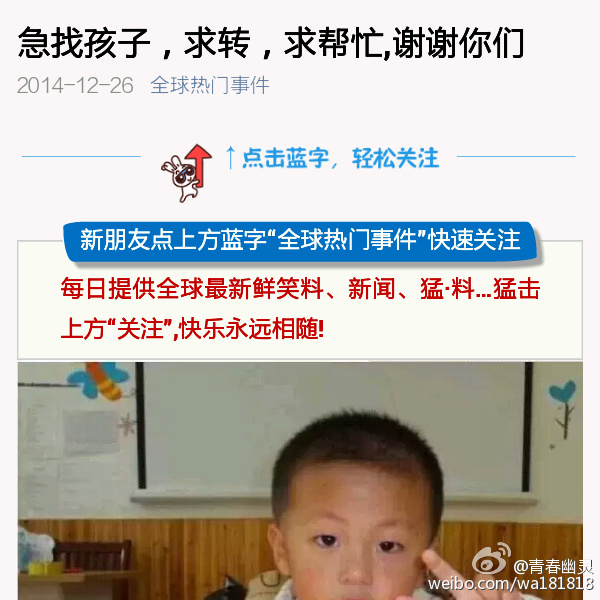 急找孩子，求转，求帮忙,谢谢你们
2014-12-26 全球热门事件
↑点击蓝字，轻松关注
新朋友点上方蓝字“全球热门事件”快速关注
每日提供全球最新鲜笑料、新闻、猛·料...猛击
上方“关注”,快乐永远相随!
@青春幽灵
weibo.com/wa181818